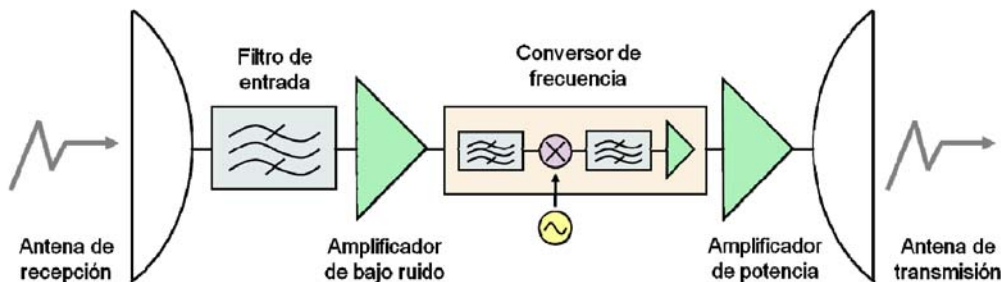 Filtro de
entrada
Conversor de
frecuencia
Antena de
recepción
Amplificador
de bajo ruido
Amplificador
de potencia
Antena de
transmisión